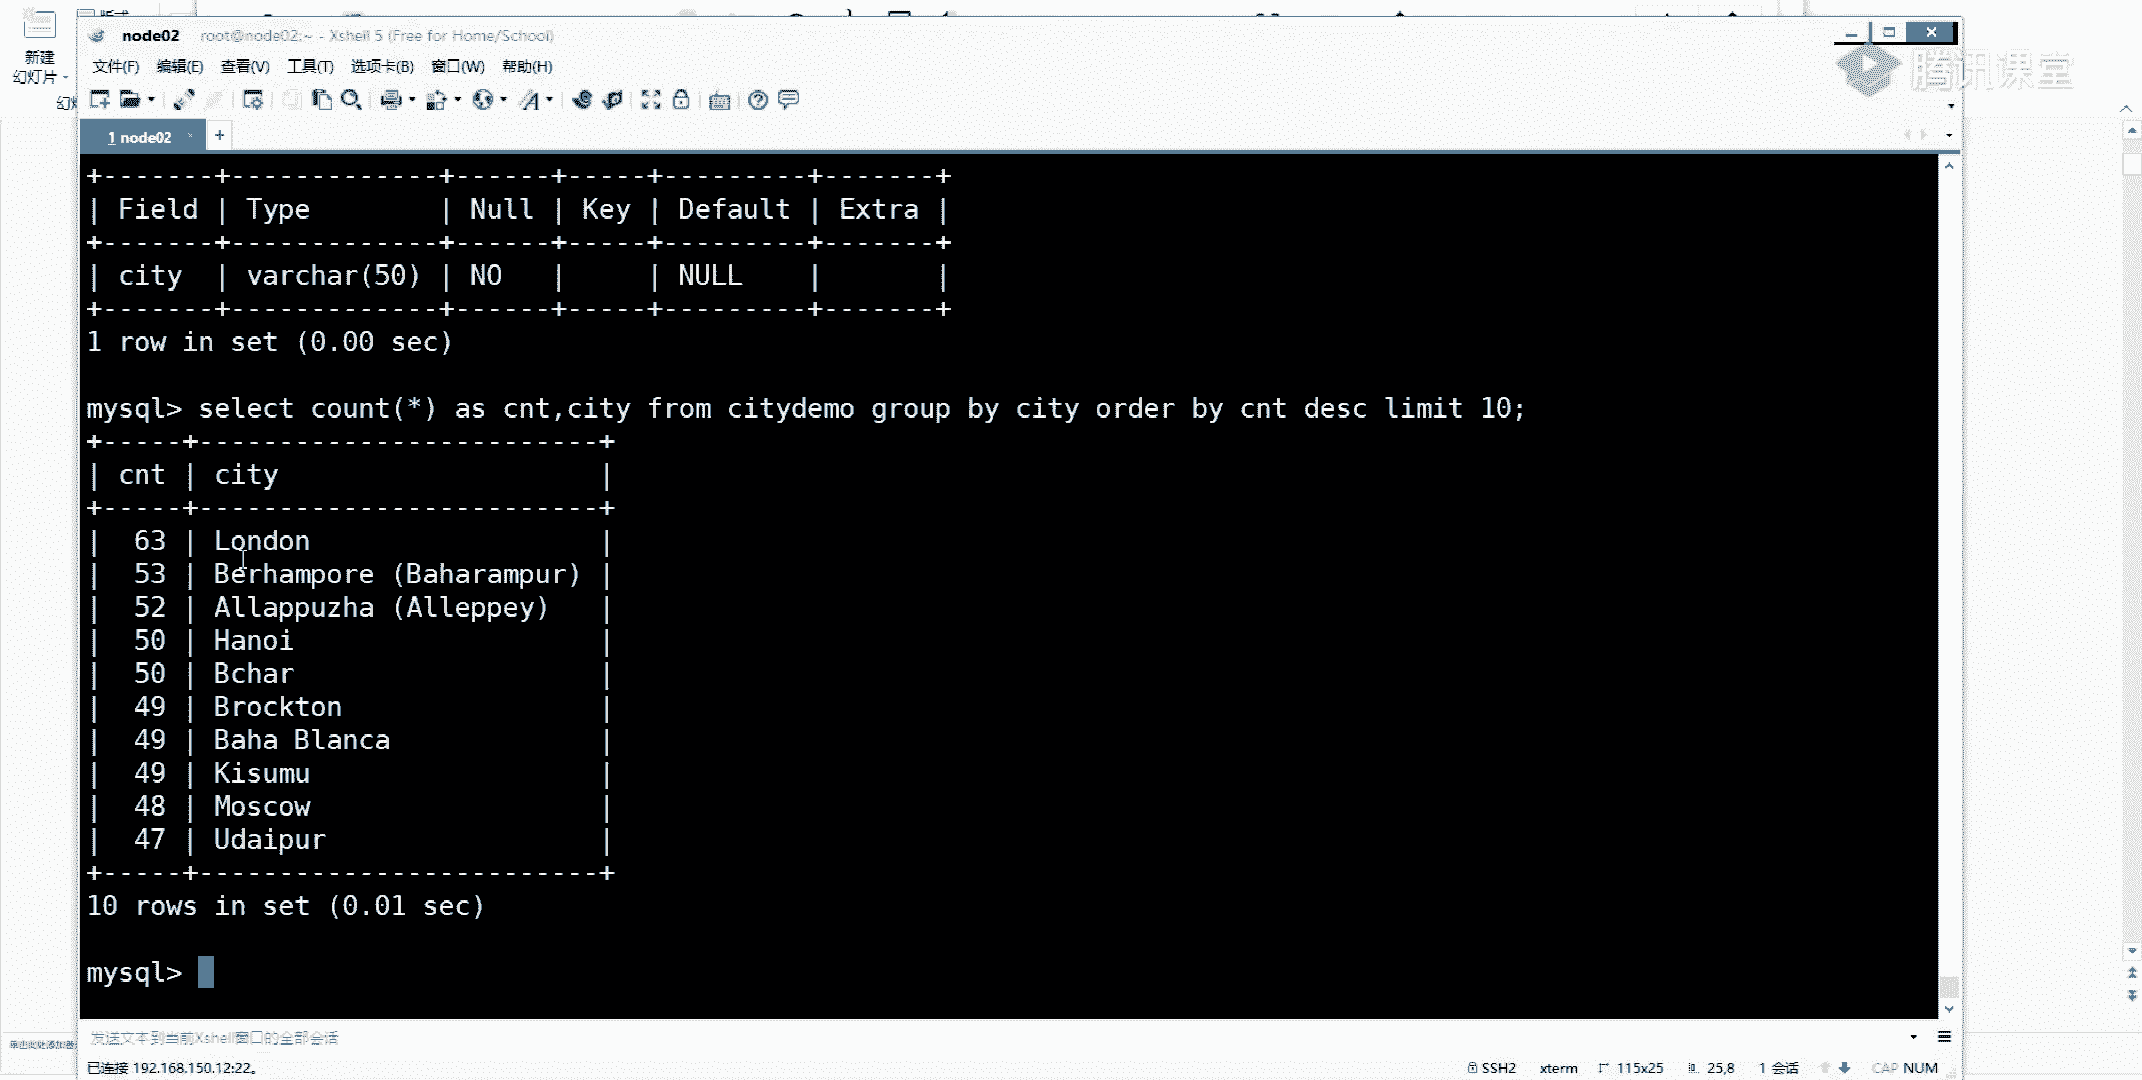 新建
幻灯片
node02 root@node02:~ - Xshell 5 (Free for Home/School)
腾讯课堂
文件(F) 编辑(E) 查看(V) 工具(T) 选项卡(B) 窗口(W) 帮助(H)
1 node02 × +
+-------+-------------+------+-----+---------+-------+
| Field | Type        | Null | Key | Default | Extra |
+-------+-------------+------+-----+---------+-------+
| city  | varchar(50) | NO   |     | NULL    |       |
+-------+-------------+------+-----+---------+-------+
1 row in set (0.00 sec)
mysql> select count(*) as cnt,city from citydemo group by city order by cnt desc limit 10;
+-----+-------------------------+
| cnt | city                    |
+-----+-------------------------+
|  63 | London                  |
|  53 | Berhampore (Baharampur) |
|  52 | Allappuzha (Alleppey)   |
|  50 | Hanoi                   |
|  50 | Bchar                   |
|  49 | Brockton                |
|  49 | Baha Blanca             |
|  49 | Kisumu                  |
|  48 | Moscow                  |
|  47 | Udaipur                 |
+-----+-------------------------+
10 rows in set (0.01 sec)
mysql>
发送文本到当前Xshell窗口的全部会话
已连接 192.168.150.12:22。 SSH2 xterm 115x25 25,8 1 会话 CAP NUM